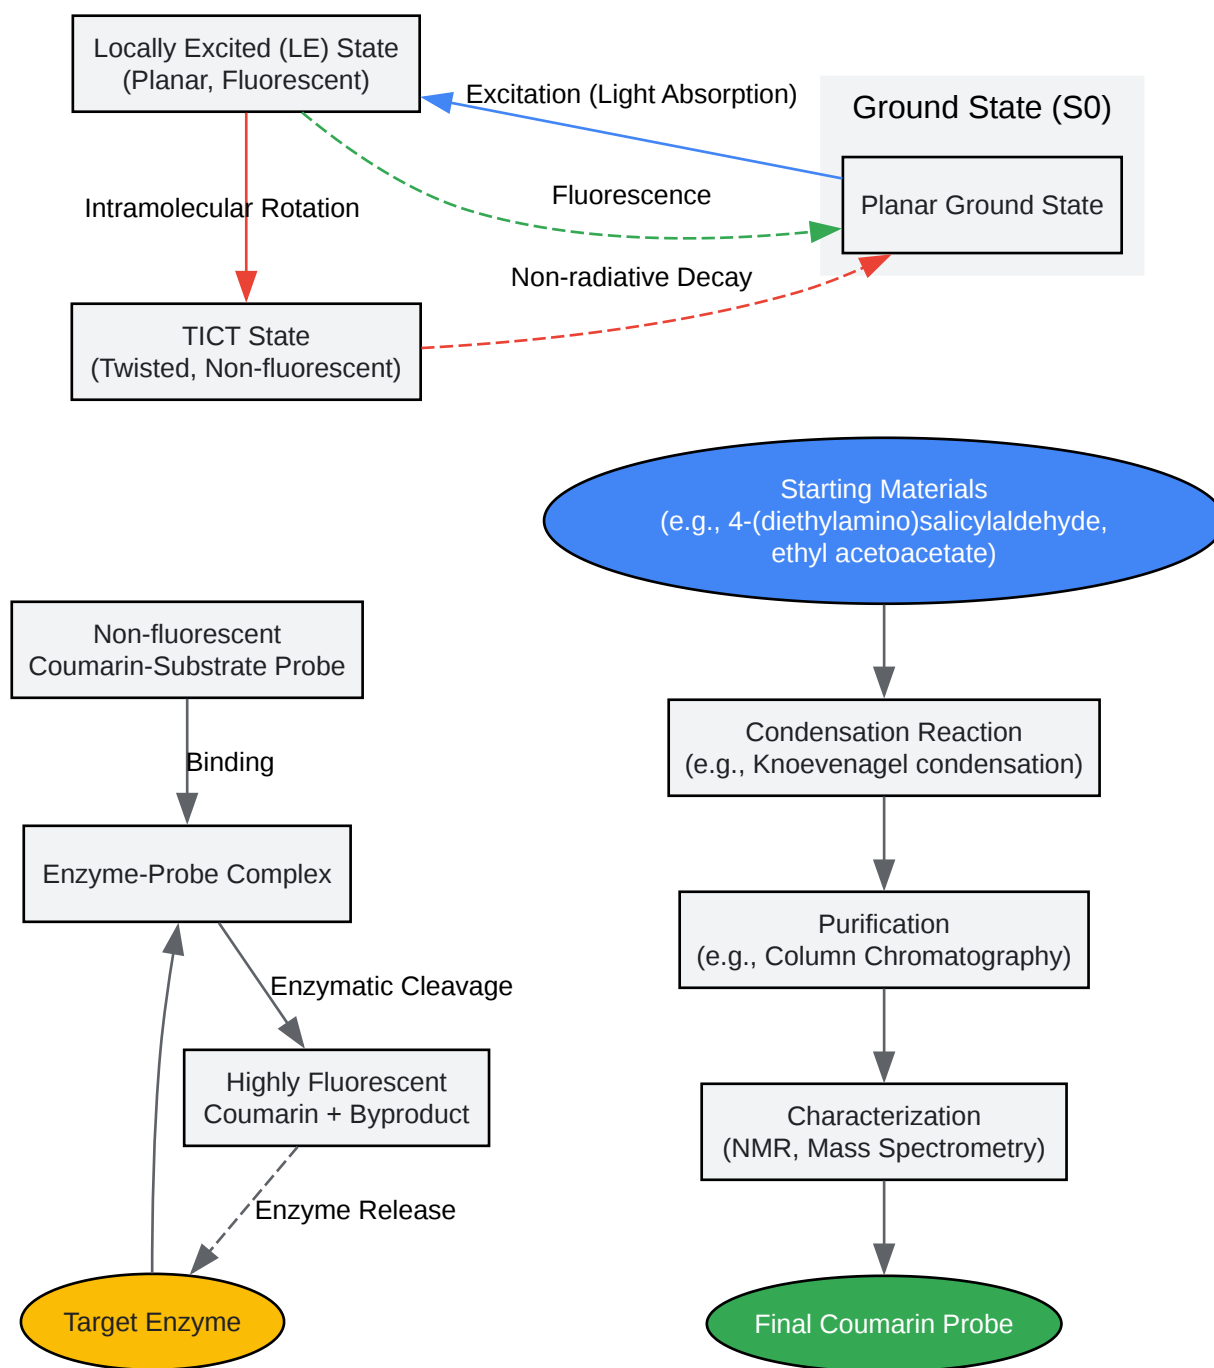 Locally Excited (LE) State
(Planar, Fluorescent)
Excitation (Light Absorption)
Ground State (S0)
Planar Ground State
Intramolecular Rotation
Fluorescence
Non-radiative Decay
TICT State
(Twisted, Non-fluorescent)
Starting Materials
(e.g., 4-(diethylamino)salicylaldehyde,
ethyl acetoacetate)
Condensation Reaction
(e.g., Knoevenagel condensation)
Purification
(e.g., Column Chromatography)
Characterization
(NMR, Mass Spectrometry)
Final Coumarin Probe
Non-fluorescent
Coumarin-Substrate Probe
Binding
Enzyme-Probe Complex
Enzymatic Cleavage
Highly Fluorescent
Coumarin + Byproduct
Enzyme Release
Target Enzyme